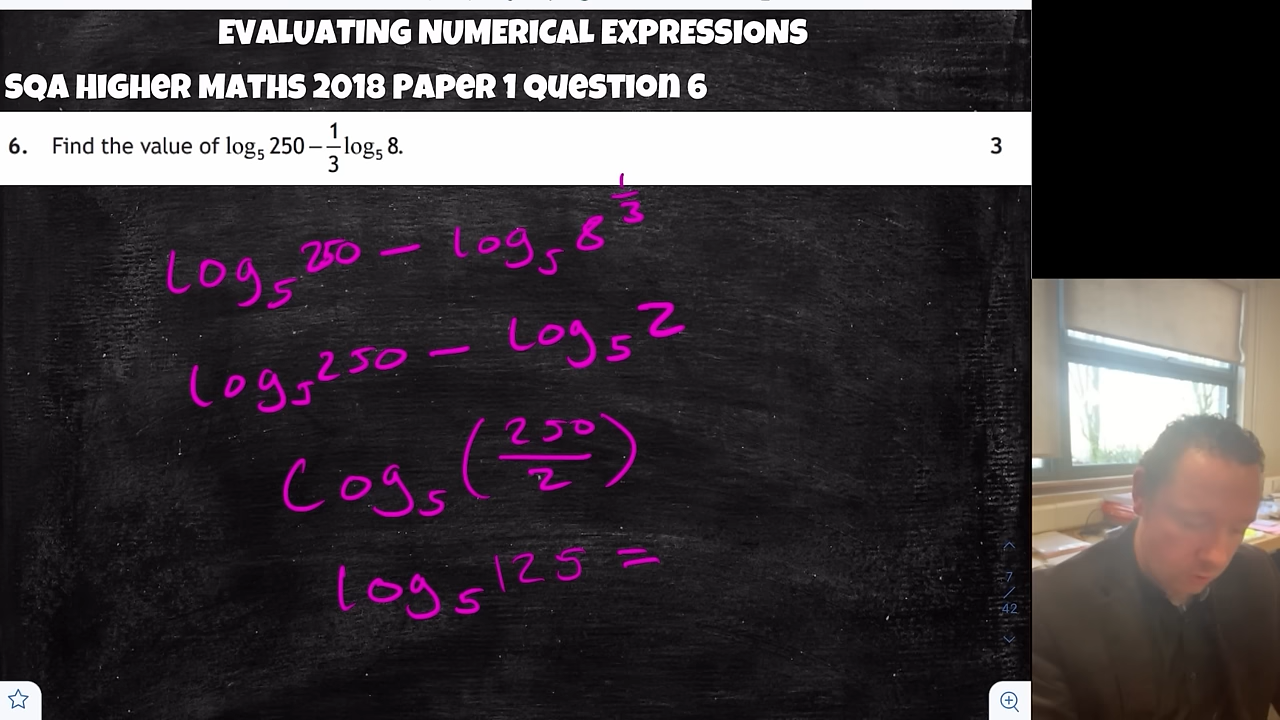 EVALUATING NUMERICAL EXPRESSIONS
SQA HIGHER MATHS 2018 PAPER 1 QUESTION 6
6. Find the value of log₅ 250 – 1/3 log₅ 8. 3
log₅ 250 – log₅ 8^(1/3)
log₅ 250 – log₅ 2
log₅ (250/2)
log₅ 125 =
7
/
42